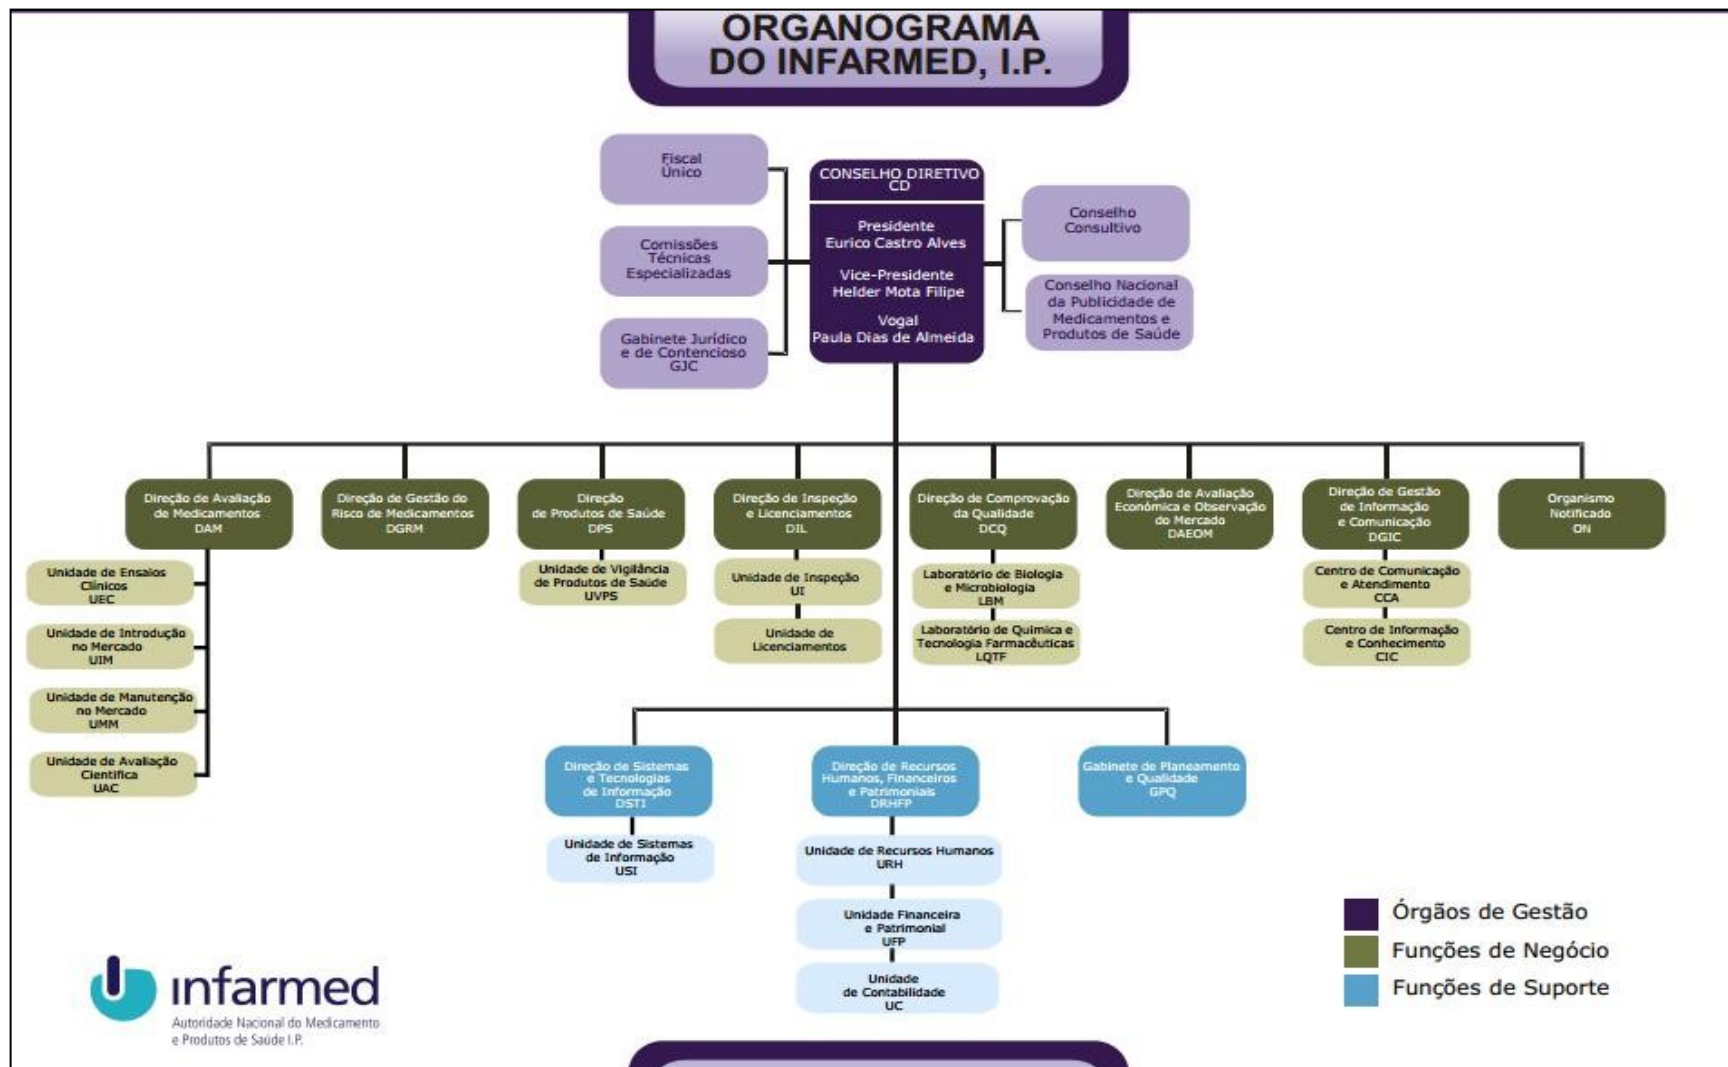 ORGANOGRAMA
DO INFARMED, I.P.
Fiscal
Único
Comissões
Técnicas
Especializadas
Gabinete Jurídico
e de Contencioso
GJC
CONSELHO DIRETIVO
CD
Presidente
Eurico Castro Alves
Vice-Presidente
Helder Mota Filipe
Vogal
Paula Dias de Almeida
Conselho
Consultivo
Conselho Nacional
da Publicidade de
Medicamentos e
Produtos de Saúde
Direção de Avaliação
de Medicamentos
DAM
Direção de Gestão do
Risco de Medicamentos
DGRM
Direção
de Produtos de Saúde
DPS
Direção de Inspeção
e Licenciamentos
DIL
Direção de Comprovação
da Qualidade
DCQ
Direção de Avaliação
Económica e Observação
do Mercado
DAEOM
Direção de Gestão
de Informação
e Comunicação
DGIC
Organismo
Notificado
ON
Unidade de Ensaios
Clínicos
UEC
Unidade de Introdução
no Mercado
UIM
Unidade de Manutenção
no Mercado
UMM
Unidade de Avaliação
Científica
UAC
Unidade de Vigilância
de Produtos de Saúde
UVPS
Unidade de Inspeção
UI
Unidade de
Licenciamentos
Laboratório de Biologia
e Microbiologia
LBM
Laboratório de Química e
Tecnologia Farmacêuticas
LQTF
Centro de Comunicação
e Atendimento
CCA
Centro de Informação
e Conhecimento
CIC
Direção de Sistemas
e Tecnologias
de Informação
DSTI
Unidade de Sistemas
de Informação
USI
Direção de Recursos
Humanos, Financeiros
e Patrimoniais
DRHFP
Unidade de Recursos Humanos
URH
Unidade Financeira
e Patrimonial
UFP
Unidade
de Contabilidade
UC
Gabinete de Planeamento
e Qualidade
GPQ
Órgãos de Gestão
Funções de Negócio
Funções de Suporte
infarmed
Autoridade Nacional do Medicamento
e Produtos de Saúde I.P.